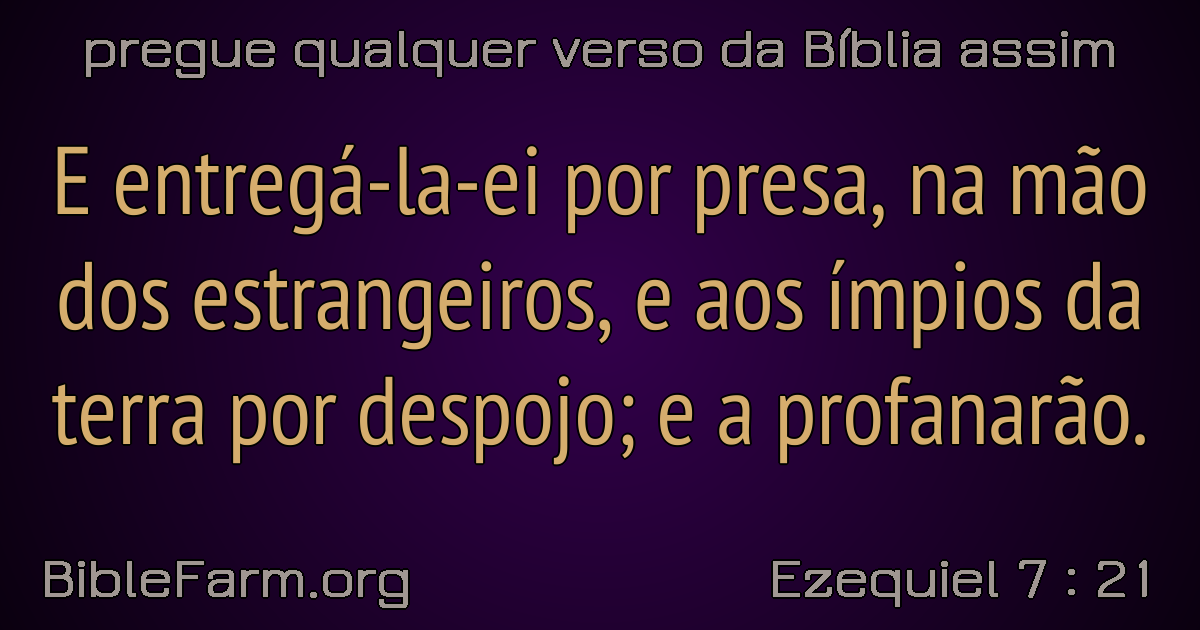 pregue qualquer verso da Bíblia assim
E entregá-la-ei por presa, na mão
dos estrangeiros, e aos ímpios da
terra por despojo; e a profanarão.
BibleFarm.org
Ezequiel 7 : 21